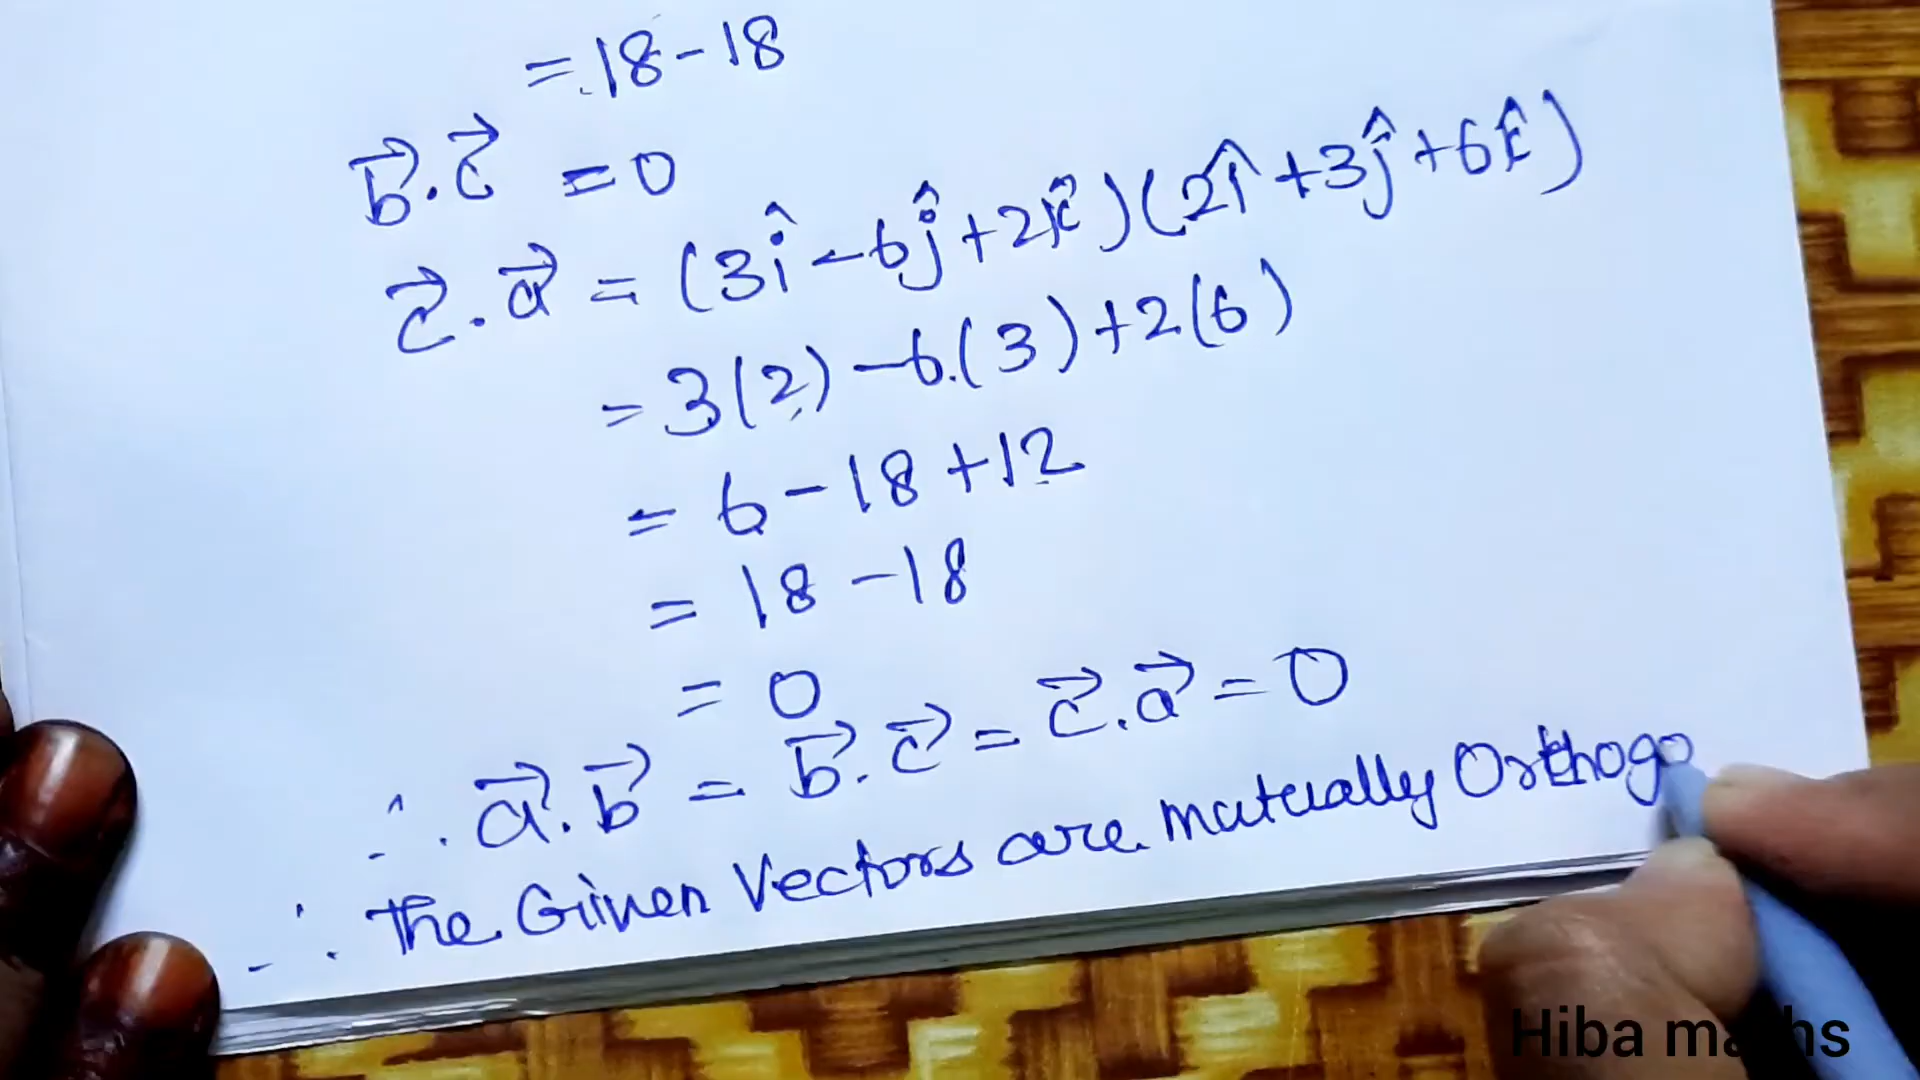 = 18 - 18
b⃗ . c⃗ = 0
c⃗ . a⃗ = (3î - 6ĵ + 2k̂)(2î + 3ĵ + 6k̂)
= 3(2) - 6.(3) + 2(6)
= 6 - 18 + 12
= 18 - 18
= 0
∴ a⃗ . b⃗ = b⃗ . c⃗ = c⃗ . a⃗ = 0
∴ The Given Vectors are mutually Orthogo
Hiba maths